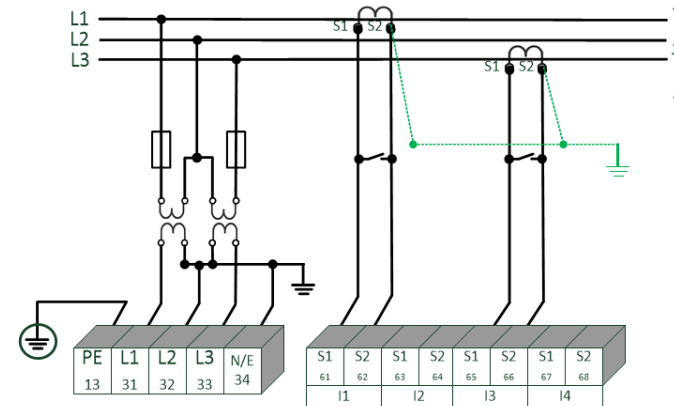 L1
L2
L3
S1 S2
S1 S2
PE L1 L2 L3 N/E
13 31 32 33 34
S1 S2 S1 S2 S1 S2 S1 S2
61 62 63 64 65 66 67 68
I1 I2 I3 I4